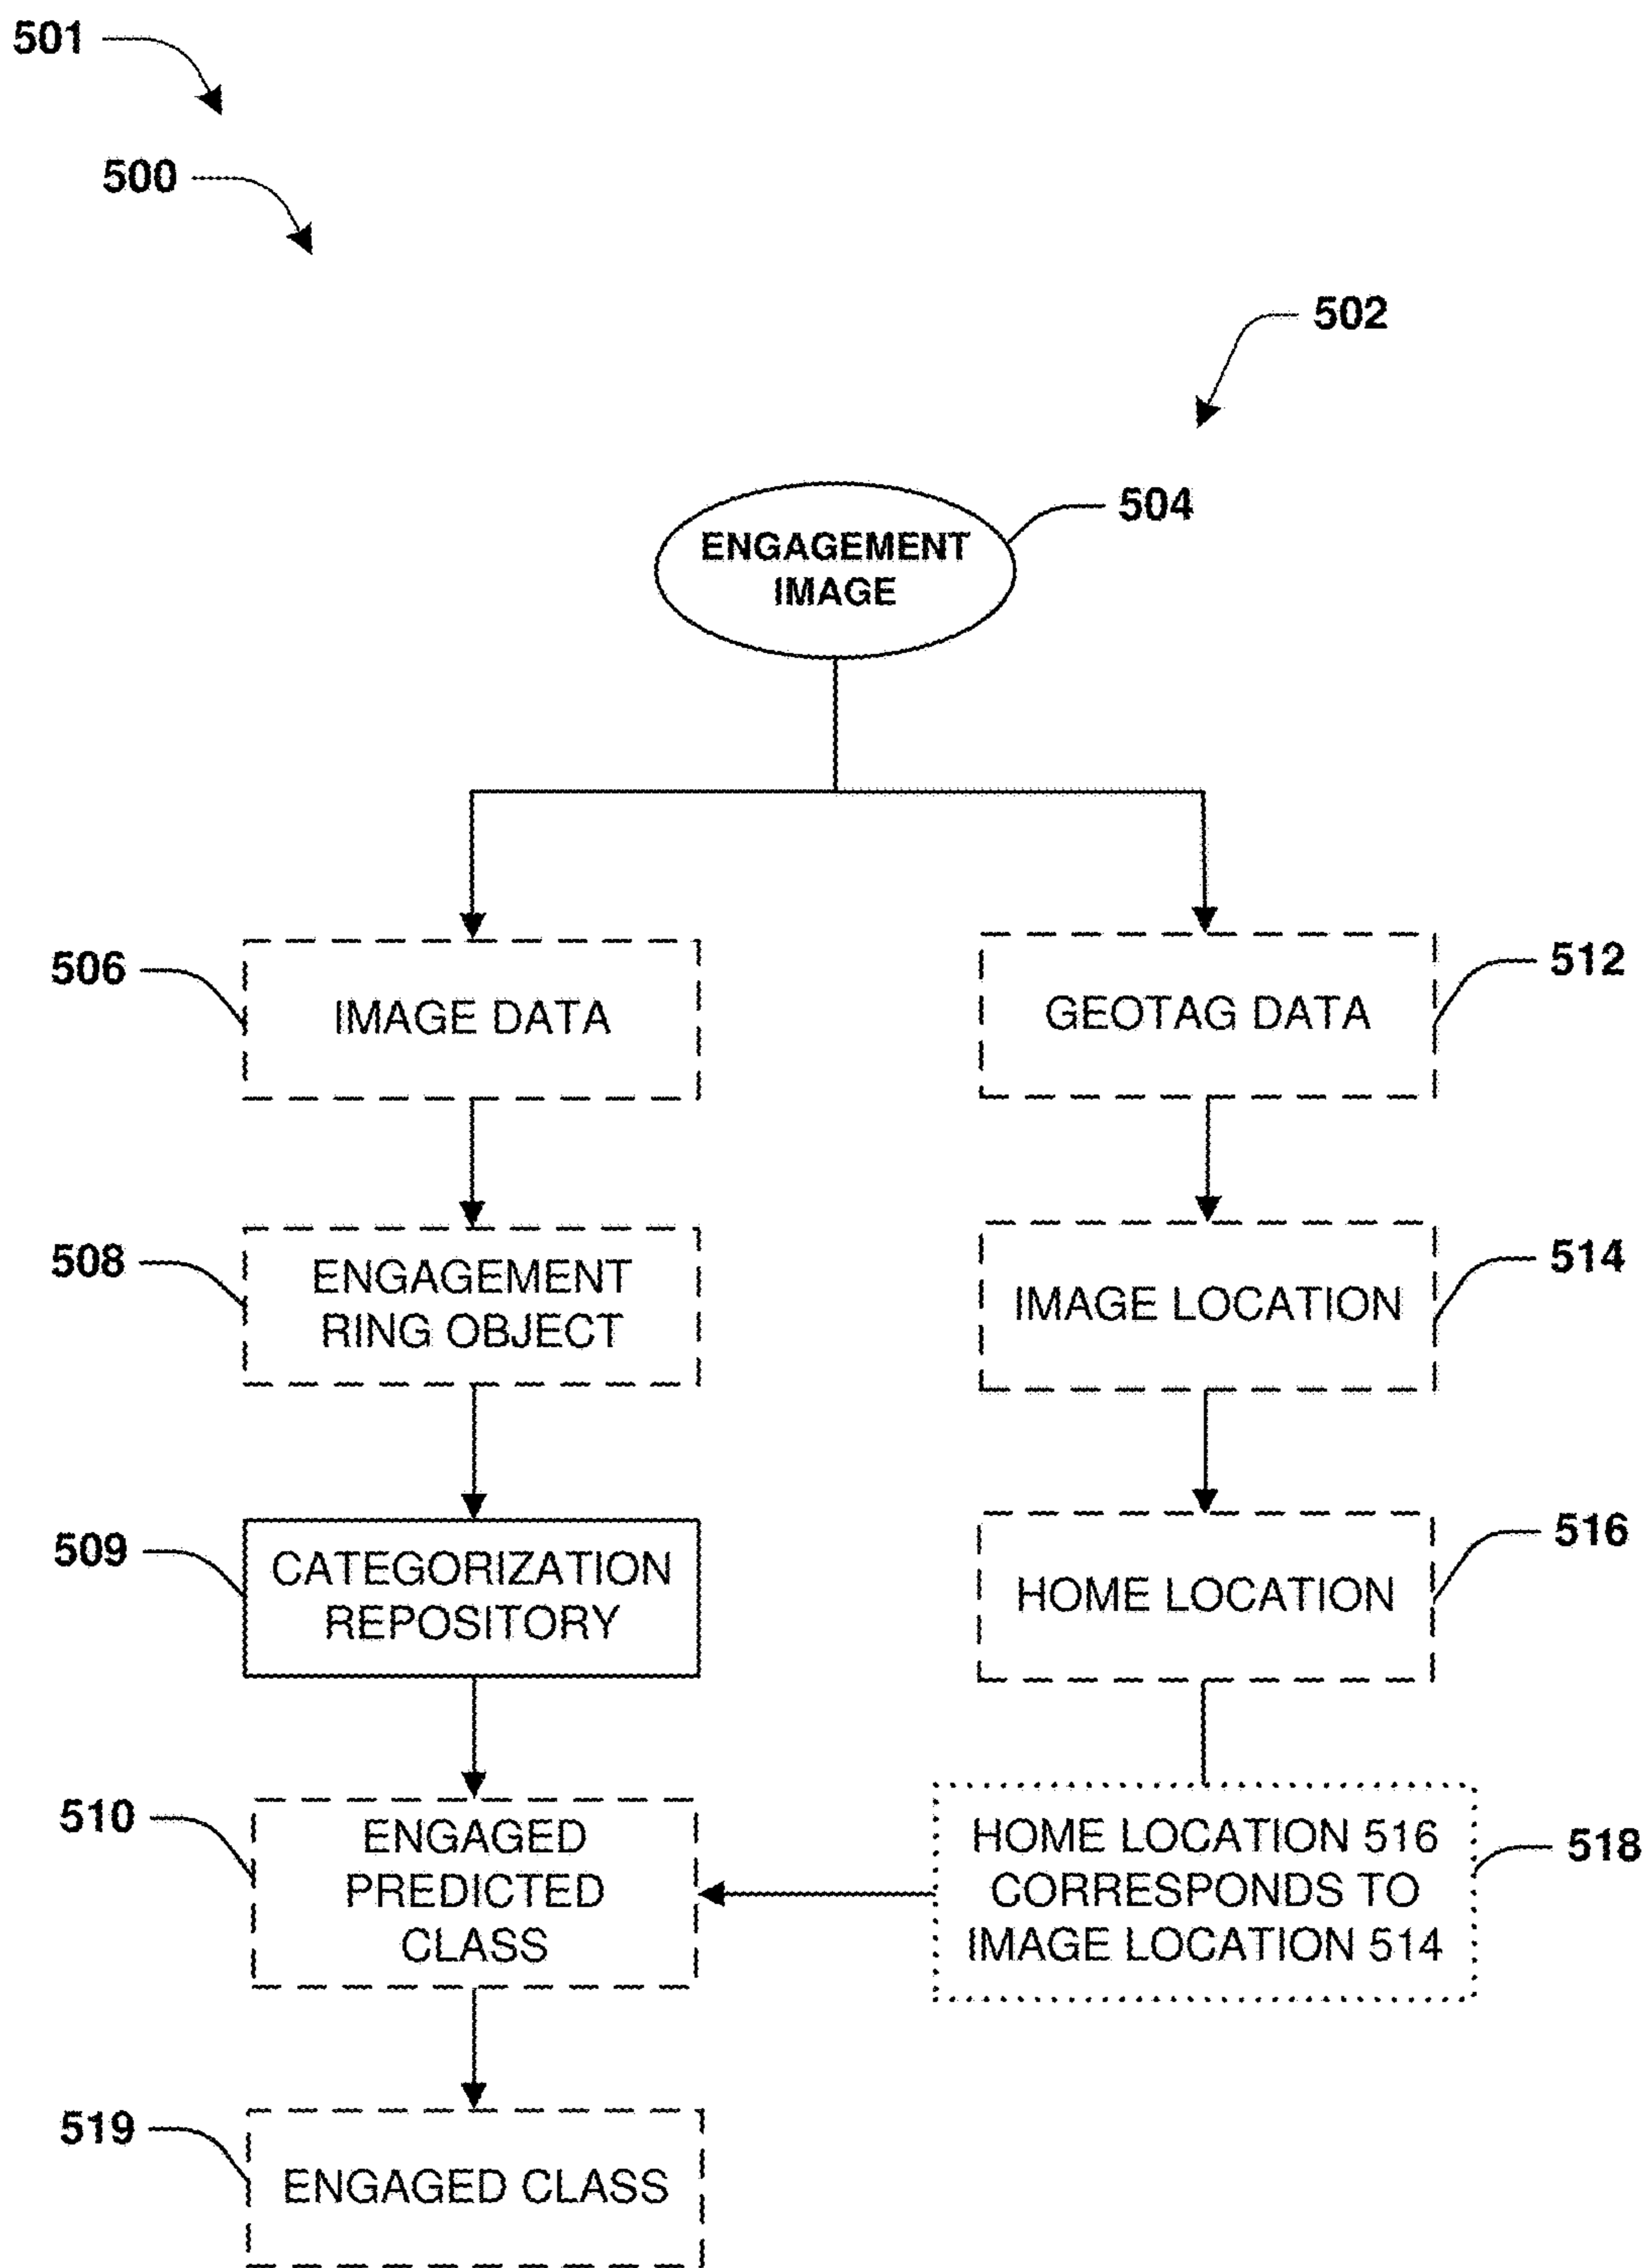 501
500
502
504
ENGAGEMENT
IMAGE
506
IMAGE DATA
512
GEOTAG DATA
508
ENGAGEMENT
RING OBJECT
514
IMAGE LOCATION
509
CATEGORIZATION
REPOSITORY
516
HOME LOCATION
510
ENGAGED
PREDICTED
CLASS
518
HOME LOCATION 516
CORRESPONDS TO
IMAGE LOCATION 514
519
ENGAGED CLASS